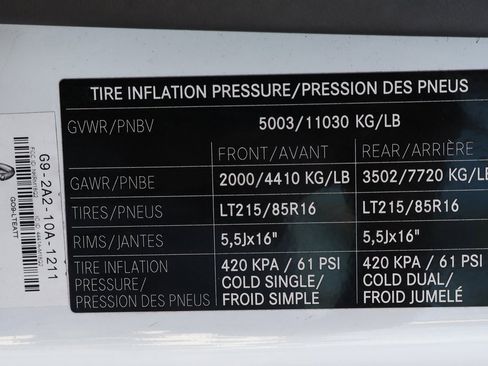 TIRE INFLATION PRESSURE/PRESSION DES PNEUS
GVWR/PNBV 5003/11030 KG/LB
FRONT/AVANT REAR/ARRIÈRE
GAWR/PNBE 2000/4410 KG/LB 3502/7720 KG/LB
TIRES/PNEUS LT215/85R16 LT215/85R16
RIMS/JANTES 5,5Jx16" 5,5Jx16"
TIRE INFLATION 420 KPA / 61 PSI 420 KPA / 61 PSI
PRESSURE COLD SINGLE/ COLD DUAL/
/PRESSION DES PNEUS FROID SIMPLE FROID JUMELÉ
G9-2A2-10A-1211
GO09-LTEATT